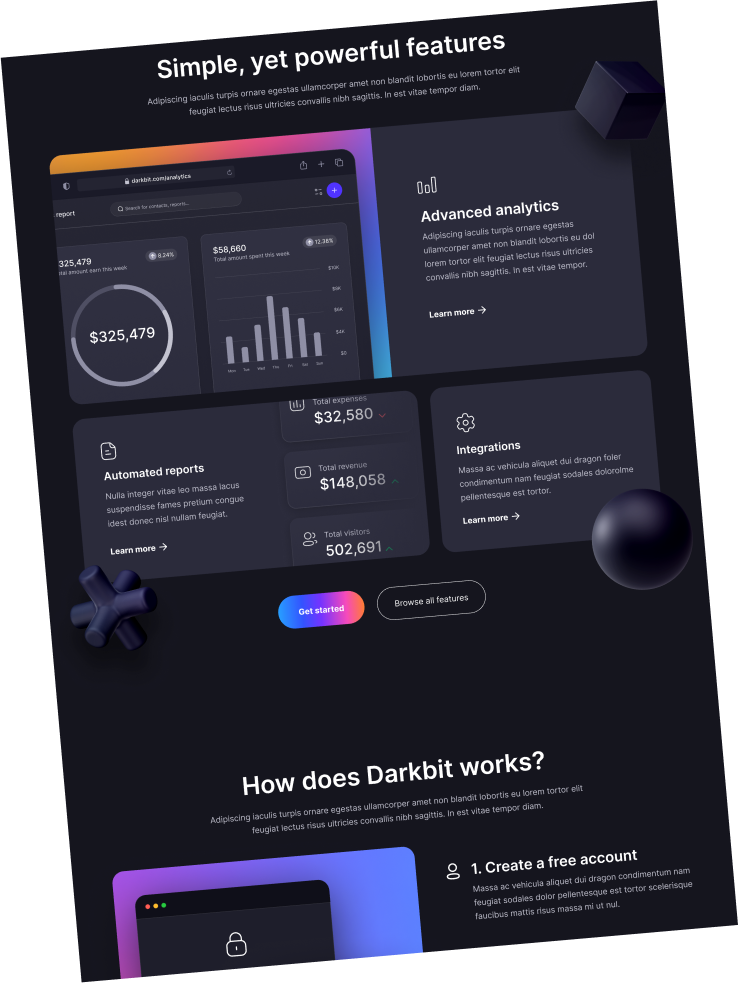 Simple, yet powerful features
Adipiscing iaculis turpis ornare egestas ullamcorper amet non blandit lobortis eu lorem tortor elit
feugiat lectus risus ultricies convallis nibh sagittis. In est vitae tempor diam.
darkbit.com/analytics
report
Search for contacts, reports...
325,479
8.24%
total amount earn this week
$325,479
$58,660
12.36%
Total amount spent this week
$10K
$8K
$6K
$4K
$0
Mon Tue Wed Thu Fri Sat Sun
Advanced analytics
Adipiscing iaculis turpis ornare egestas
ullamcorper amet non blandit lobortis eu dol
lorem tortor elit feugiat lectus risus ultricies
convallis nibh sagittis. In est vitae tempor.
Learn more
Automated reports
Nulla integer vitae leo massa lacus
suspendisse fames pretium congue
idest donec nisl nullam feugiat.
Learn more
Total expenses
$32,580
Total revenue
$148,058
Total visitors
502,691
Integrations
Massa ac vehicula aliquet dui dragon foler
condimentum nam feugiat sodales dolorolme
pellentesque est tortor.
Learn more
Get started
Browse all features
How does Darkbit works?
Adipiscing iaculis turpis ornare egestas ullamcorper amet non blandit lobortis eu lorem tortor elit
feugiat lectus risus ultricies convallis nibh sagittis. In est vitae tempor diam.
1. Create a free account
Massa ac vehicula aliquet dui dragon condimentum nam
feugiat sodales dolor pellentesque est tortor scelerisque
faucibus mattis risus massa mi ut nul.